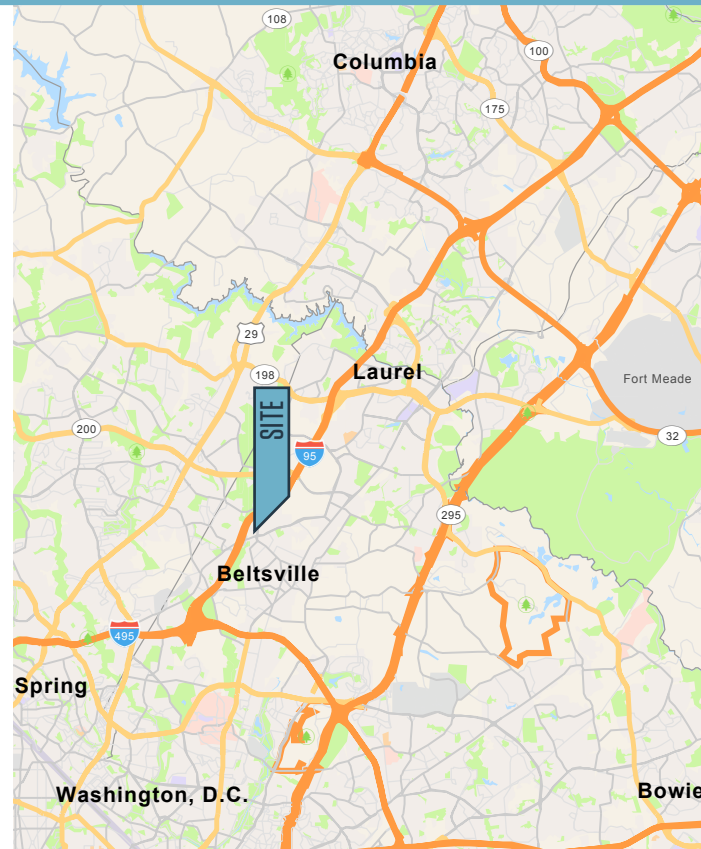 108
Columbia
100
175
29
198
Laurel
Fort Meade
SITE
200
32
95
295
Beltsville
495
Spring
Washington, D.C.
Bowie